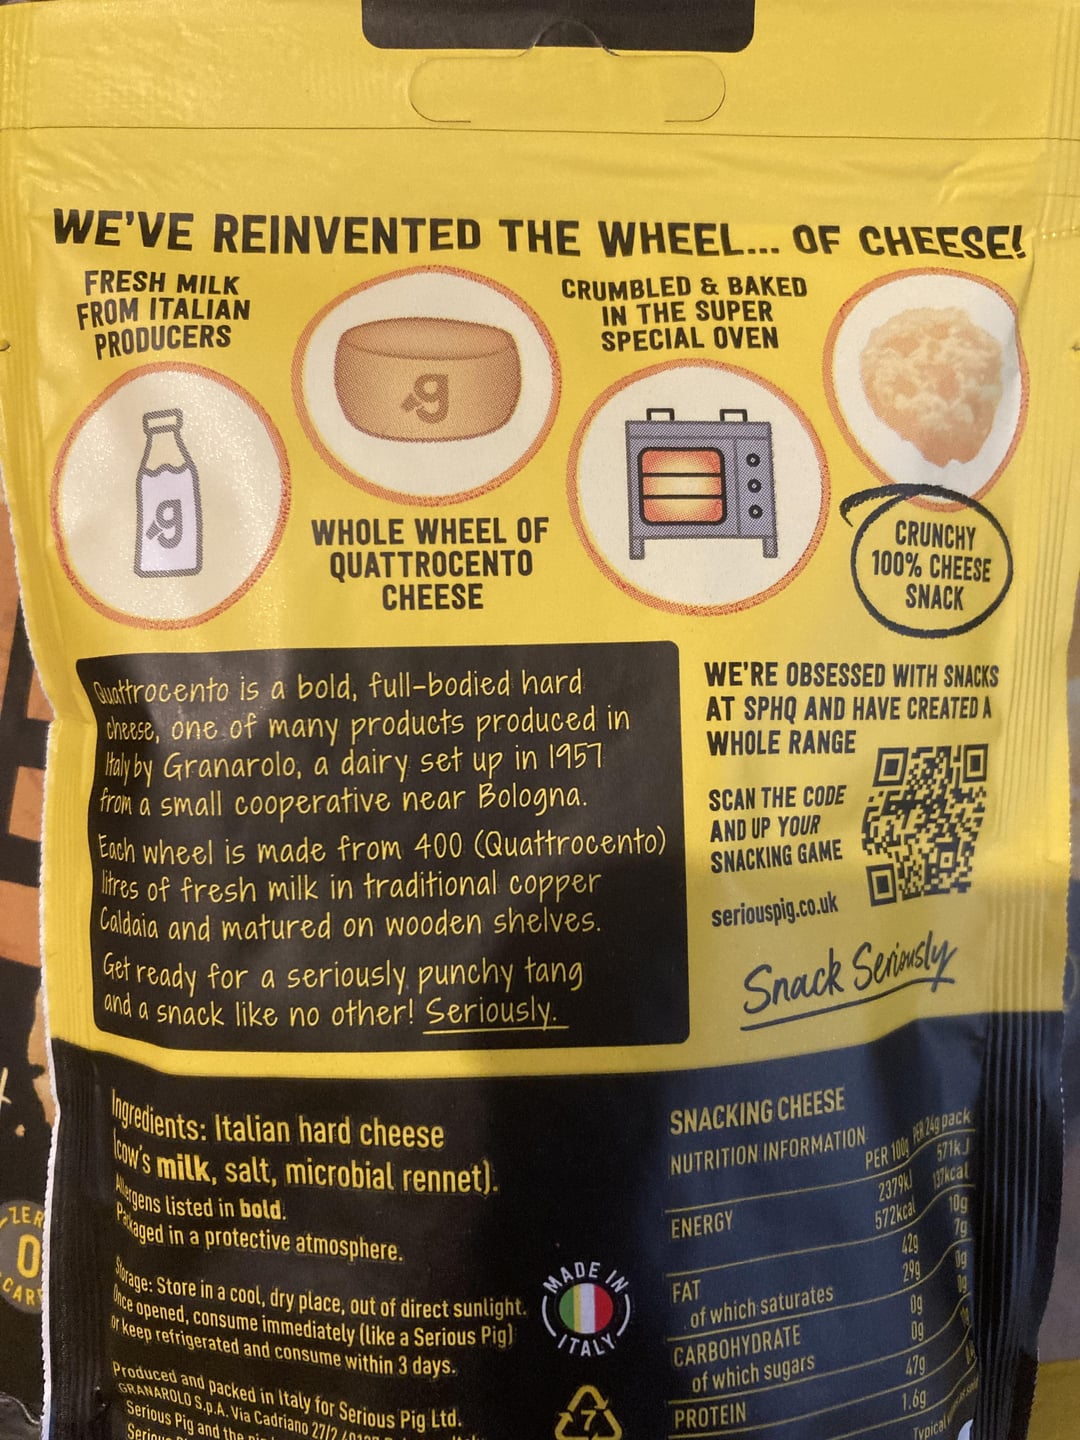 WE'VE REINVENTED THE WHEEL... OF CHEESE!
FRESH MILK
FROM ITALIAN
PRODUCERS
g
g
WHOLE WHEEL OF
QUATTROCENTO
CHEESE
CRUMBLED & BAKED
IN THE SUPER
SPECIAL OVEN
CRUNCHY
100% CHEESE
SNACK
Quattrocento is a bold, full-bodied hard
cheese, one of many products produced in
Italy by Granarolo, a dairy set up in 1957
from a small cooperative near Bologna.
Each wheel is made from 400 (Quattrocento)
litres of fresh milk in traditional copper
Caldaia and matured on wooden shelves.
Get ready for a seriously punchy tang
and a snack like no other! Seriously.
WE'RE OBSESSED WITH SNACKS
AT SPHQ AND HAVE CREATED A
WHOLE RANGE
SCAN THE CODE
AND UP YOUR
SNACKING GAME
seriouspig.co.uk
Snack Seriously
Ingredients: Italian hard cheese
(cow's milk, salt, microbial rennet).
Allergens listed in bold.
Packaged in a protective atmosphere.
Storage: Store in a cool, dry place, out of direct sunlight.
Once opened, consume immediately (like a Serious Pig)
or keep refrigerated and consume within 3 days.
Produced and packed in Italy for Serious Pig Ltd.
GRANAROLO S.p.A. Via Cadriano 27/2
Serious Pig and the
MADE IN
ITALY
7
SNACKING CHEESE
NUTRITION INFORMATION PER 100g PER 24g pack
ENERGY 2379kJ 571kJ
572kcal 137kcal
FAT 42g 10g
of which saturates 29g 7g
CARBOHYDRATE 0g 0g
of which sugars 0g 0g
PROTEIN 47g
1.6g
Typical
ZER
0
CAR